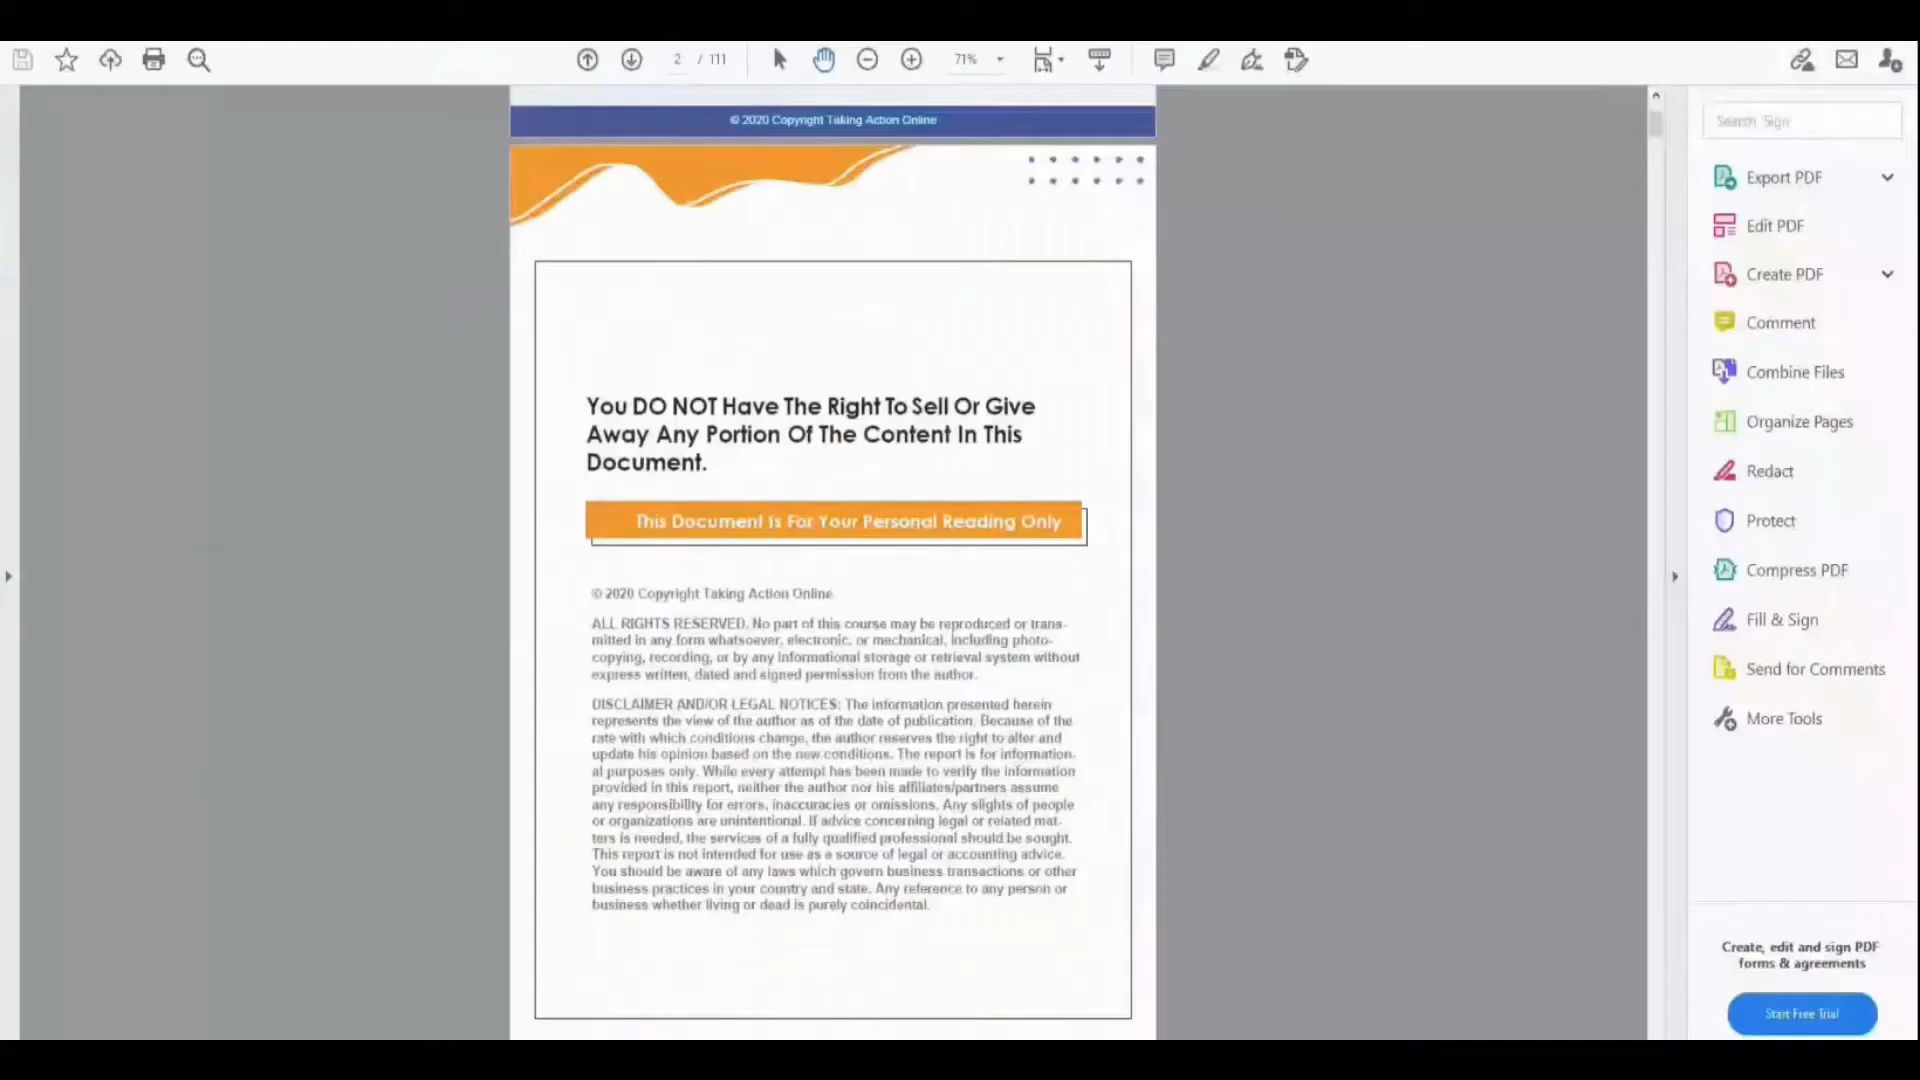 2 / 111
71%
© 2020 Copyright Taking Action Online
You DO NOT Have The Right To Sell Or Give
Away Any Portion Of The Content In This
Document.
This Document Is For Your Personal Reading Only
© 2020 Copyright Taking Action Online
ALL RIGHTS RESERVED. No part of this course may be reproduced or trans-
mitted in any form whatsoever, electronic, or mechanical, including photo-
copying, recording, or by any informational storage or retrieval system without
express written, dated and signed permission from the author.
DISCLAIMER AND/OR LEGAL NOTICES: The information presented herein
represents the view of the author as of the date of publication. Because of the
rate with which conditions change, the author reserves the right to alter and
update his opinion based on the new conditions. The report is for information-
al purposes only. While every attempt has been made to verify the information
provided in this report, neither the author nor his affiliates/partners assume
any responsibility for errors, inaccuracies or omissions. Any slights of people
or organizations are unintentional. If advice concerning legal or related mat-
ters is needed, the services of a fully qualified professional should be sought.
This report is not intended for use as a source of legal or accounting advice.
You should be aware of any laws which govern business transactions or other
business practices in your country and state. Any reference to any person or
business whether living or dead is purely coincidental.
Search 'Sign'
Export PDF
Edit PDF
Create PDF
Comment
Combine Files
Organize Pages
Redact
Protect
Compress PDF
Fill & Sign
Send for Comments
More Tools
Create, edit and sign PDF
forms & agreements
Start Free Trial